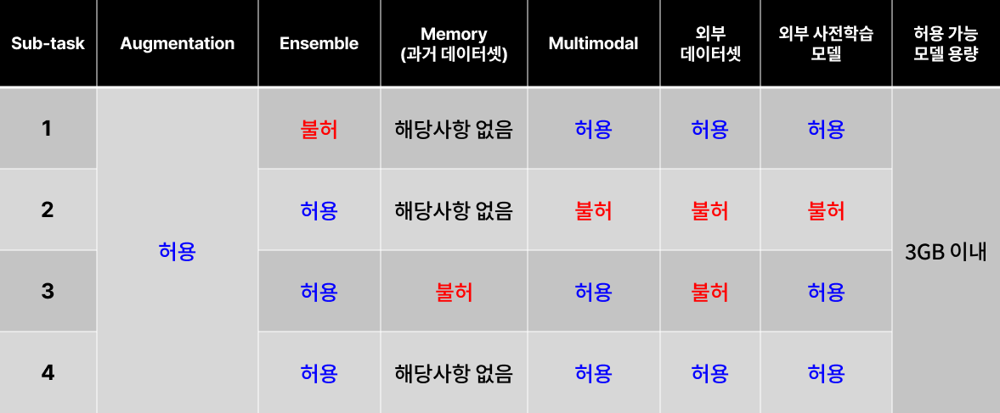 Sub-task Augmentation Ensemble Memory (과거 데이터셋) Multimodal 외부 데이터셋 외부 사전학습 모델 허용 가능 모델 용량
1 불허 해당사항 없음 허용 허용 허용
2 허용 해당사항 없음 불허 불허 불허
허용 3GB 이내
3 허용 불허 허용 불허 허용
4 허용 해당사항 없음 허용 허용 허용